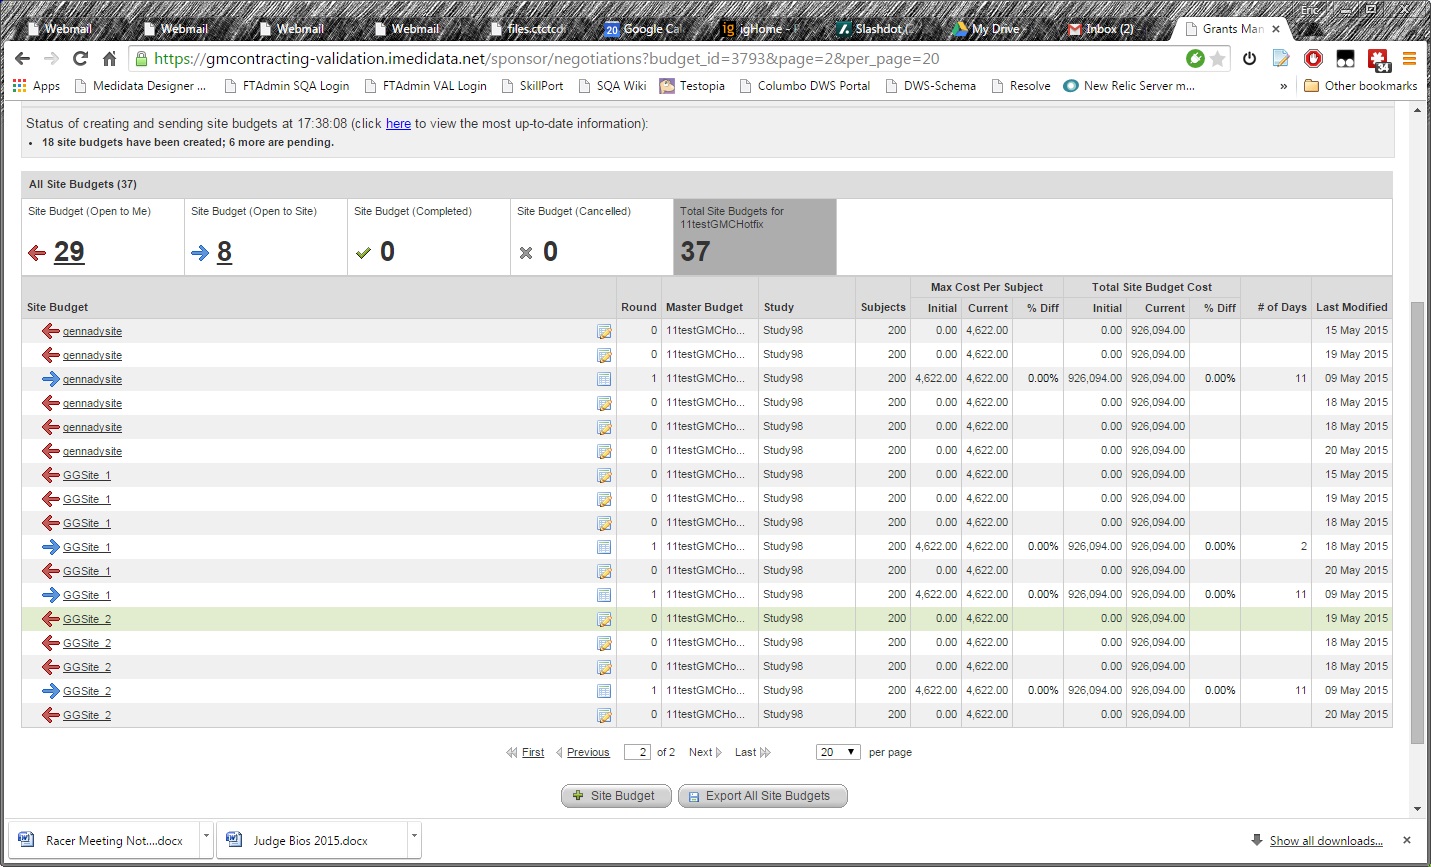 Eric
Webmail Webmail Webmail Webmail files.ctctcdn Google Cal igHome - F Slashdot (2 My Drive - Inbox (2) - Grants Man
https://gmcontracting-validation.imedidata.net/sponsor/negotiations?budget_id=3793&page=2&per_page=20
34
Apps Medidata Designer ... FTAdmin SQA Login FTAdmin VAL Login SkillPort SQA Wiki Testopia Columbo DWS Portal DWS-Schema Resolve New Relic Server m... » Other bookmarks
Status of creating and sending site budgets at 17:38:08 (click here to view the most up-to-date information):
• 18 site budgets have been created; 6 more are pending.
All Site Budgets (37)
Site Budget (Open to Me) Site Budget (Open to Site) Site Budget (Completed) Site Budget (Cancelled) Total Site Budgets for
11testGMCHotfix
29 8 0 0 37
Max Cost Per Subject Total Site Budget Cost
Site Budget Round Master Budget Study Subjects Initial Current % Diff Initial Current % Diff # of Days Last Modified
gennadysite 0 11testGMCHo... Study98 200 0.00 4,622.00 0.00 926,094.00 15 May 2015
gennadysite 0 11testGMCHo... Study98 200 0.00 4,622.00 0.00 926,094.00 19 May 2015
gennadysite 1 11testGMCHo... Study98 200 4,622.00 4,622.00 0.00% 926,094.00 926,094.00 0.00% 11 09 May 2015
gennadysite 0 11testGMCHo... Study98 200 0.00 4,622.00 0.00 926,094.00 18 May 2015
gennadysite 0 11testGMCHo... Study98 200 0.00 4,622.00 0.00 926,094.00 18 May 2015
gennadysite 0 11testGMCHo... Study98 200 0.00 4,622.00 0.00 926,094.00 20 May 2015
GGSite_1 0 11testGMCHo... Study98 200 0.00 4,622.00 0.00 926,094.00 15 May 2015
GGSite_1 0 11testGMCHo... Study98 200 0.00 4,622.00 0.00 926,094.00 19 May 2015
GGSite_1 0 11testGMCHo... Study98 200 0.00 4,622.00 0.00 926,094.00 18 May 2015
GGSite_1 1 11testGMCHo... Study98 200 4,622.00 4,622.00 0.00% 926,094.00 926,094.00 0.00% 2 18 May 2015
GGSite_1 0 11testGMCHo... Study98 200 0.00 4,622.00 0.00 926,094.00 20 May 2015
GGSite_1 1 11testGMCHo... Study98 200 4,622.00 4,622.00 0.00% 926,094.00 926,094.00 0.00% 11 09 May 2015
GGSite_2 0 11testGMCHo... Study98 200 0.00 4,622.00 0.00 926,094.00 19 May 2015
GGSite_2 0 11testGMCHo... Study98 200 0.00 4,622.00 0.00 926,094.00 18 May 2015
GGSite_2 0 11testGMCHo... Study98 200 0.00 4,622.00 0.00 926,094.00 18 May 2015
GGSite_2 1 11testGMCHo... Study98 200 4,622.00 4,622.00 0.00% 926,094.00 926,094.00 0.00% 11 09 May 2015
GGSite_2 0 11testGMCHo... Study98 200 0.00 4,622.00 0.00 926,094.00 20 May 2015
First Previous 2 of 2 Next Last 20 per page
Site Budget Export All Site Budgets
Racer Meeting Not....docx Judge Bios 2015.docx Show all downloads...